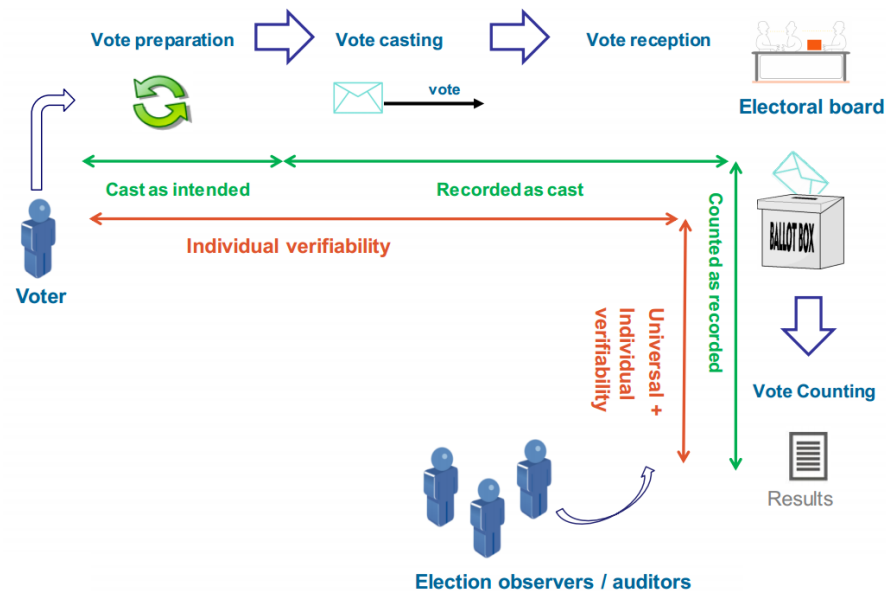 Vote preparation
Vote casting
Vote reception
vote
Electoral board
Cast as intended
Recorded as cast
Individual verifiability
Voter
Counted as recorded
BALLOT BOX
Universal +
Individual
verifiability
Vote Counting
Results
Election observers / auditors